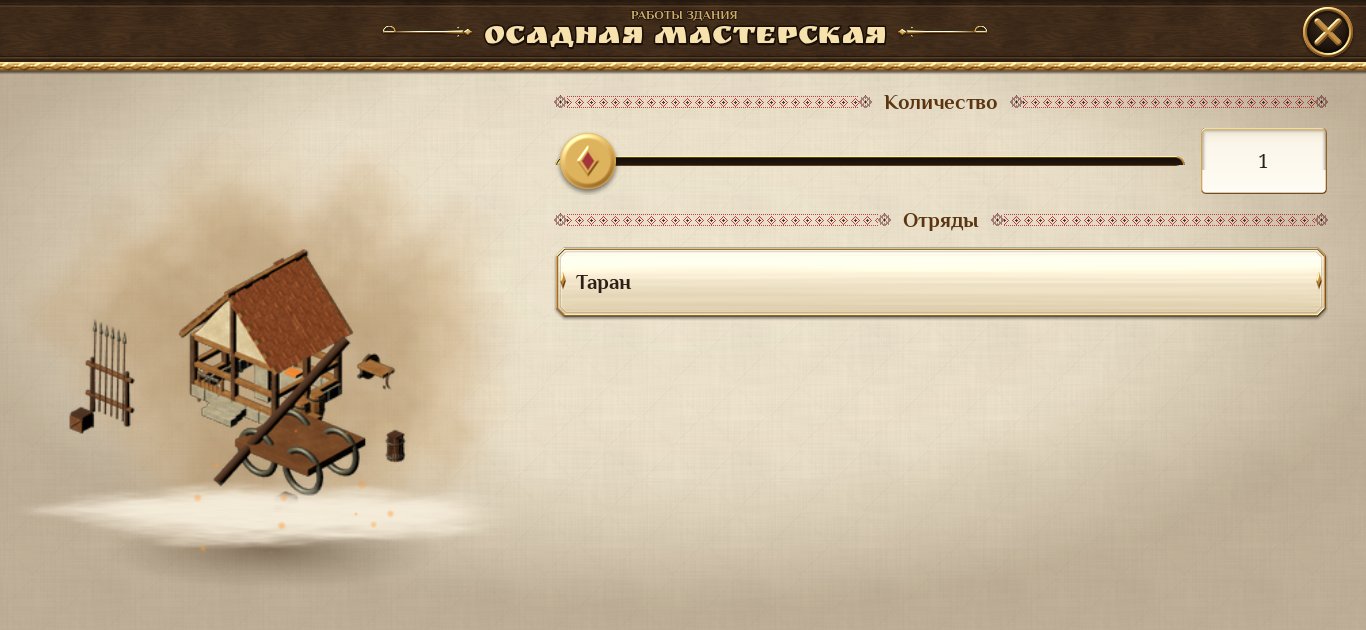 РАБОТЫ ЗДАНИЯ
ОСАДНАЯ МАСТЕРСКАЯ
Количество
1
Отряды
Таран